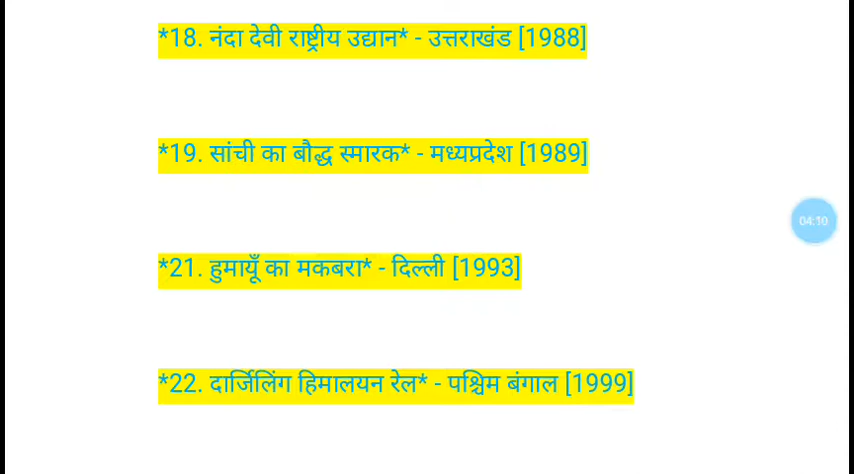 *18. नंदा देवी राष्ट्रीय उद्यान* - उत्तराखंड [1988]
*19. सांची का बौद्ध स्मारक* - मध्यप्रदेश [1989]
04:10
*21. हुमायूँ का मकबरा* - दिल्ली [1993]
*22. दार्जिलिंग हिमालयन रेल* - पश्चिम बंगाल [1999]